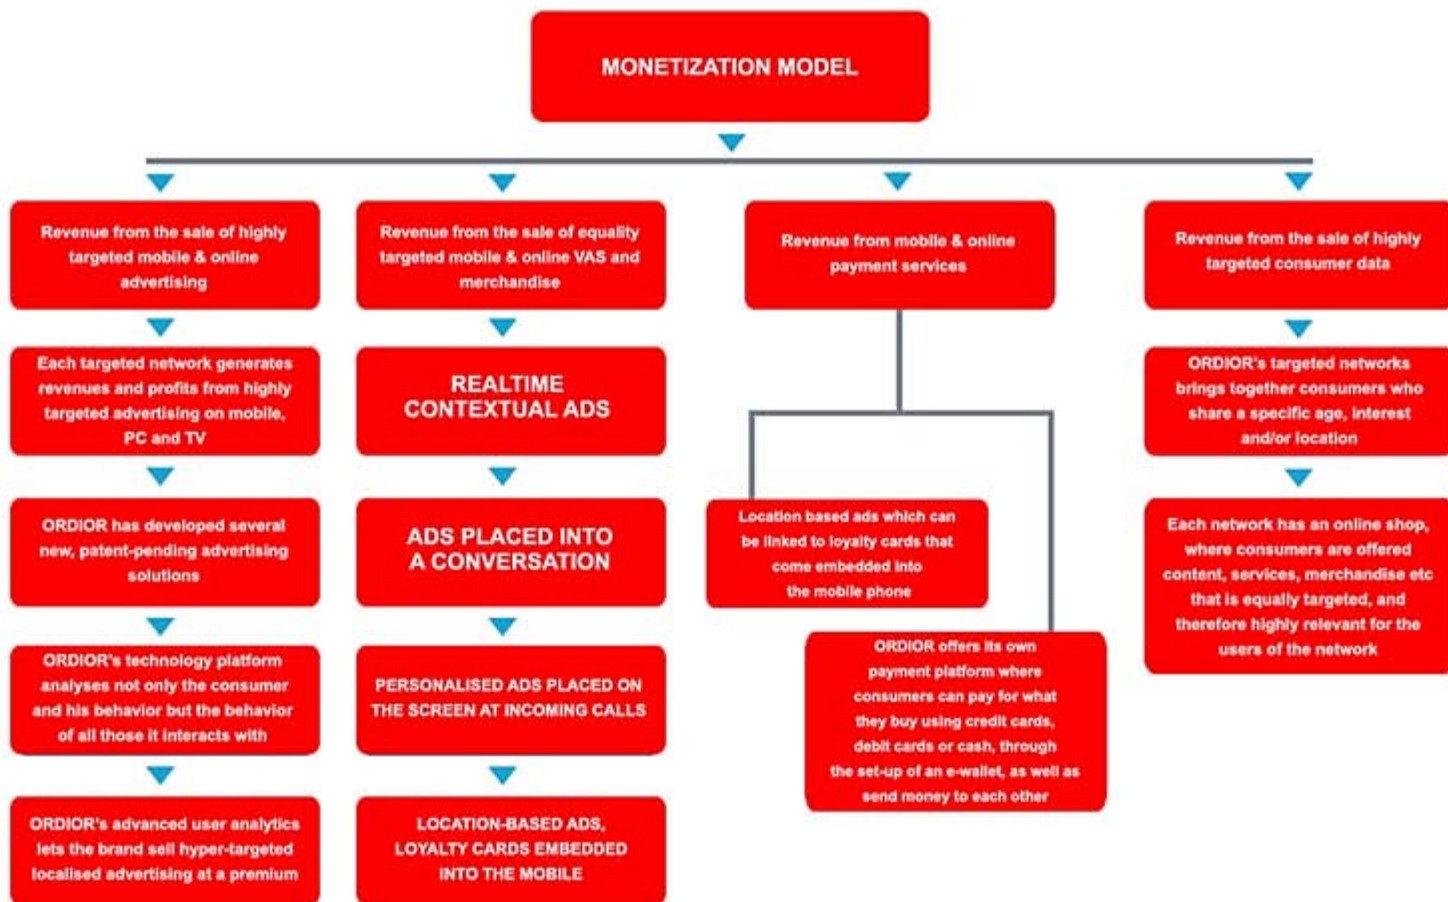 MONETIZATION MODEL
Revenue from the sale of highly
targeted mobile & online
advertising
Each targeted network generates
revenues and profits from highly
targeted advertising on mobile,
PC and TV
ORDIOR has developed several
new, patent-pending advertising
solutions
ORDIOR's technology platform
analyses not only the consumer
and his behavior but the behavior
of all those it interacts with
ORDIOR's advanced user analytics
lets the brand sell hyper-targeted
localised advertising at a premium
Revenue from the sale of equality
targeted mobile & online VAS and
merchandise
REALTIME
CONTEXTUAL ADS
ADS PLACED INTO
A CONVERSATION
PERSONALISED ADS PLACED ON
THE SCREEN AT INCOMING CALLS
LOCATION-BASED ADS,
LOYALTY CARDS EMBEDDED
INTO THE MOBILE
Revenue from mobile & online
payment services
Location based ads which can
be linked to loyalty cards that
come embedded into
the mobile phone
ORDIOR offers its own
payment platform where
consumers can pay for what
they buy using credit cards,
debit cards or cash, through
the set-up of an e-wallet, as well as
send money to each other
Revenue from the sale of highly
targeted consumer data
ORDIOR's targeted networks
brings together consumers who
share a specific age, interest
and/or location
Each network has an online shop,
where consumers are offered
content, services, merchandise etc
that is equally targeted, and
therefore highly relevant for the
users of the network